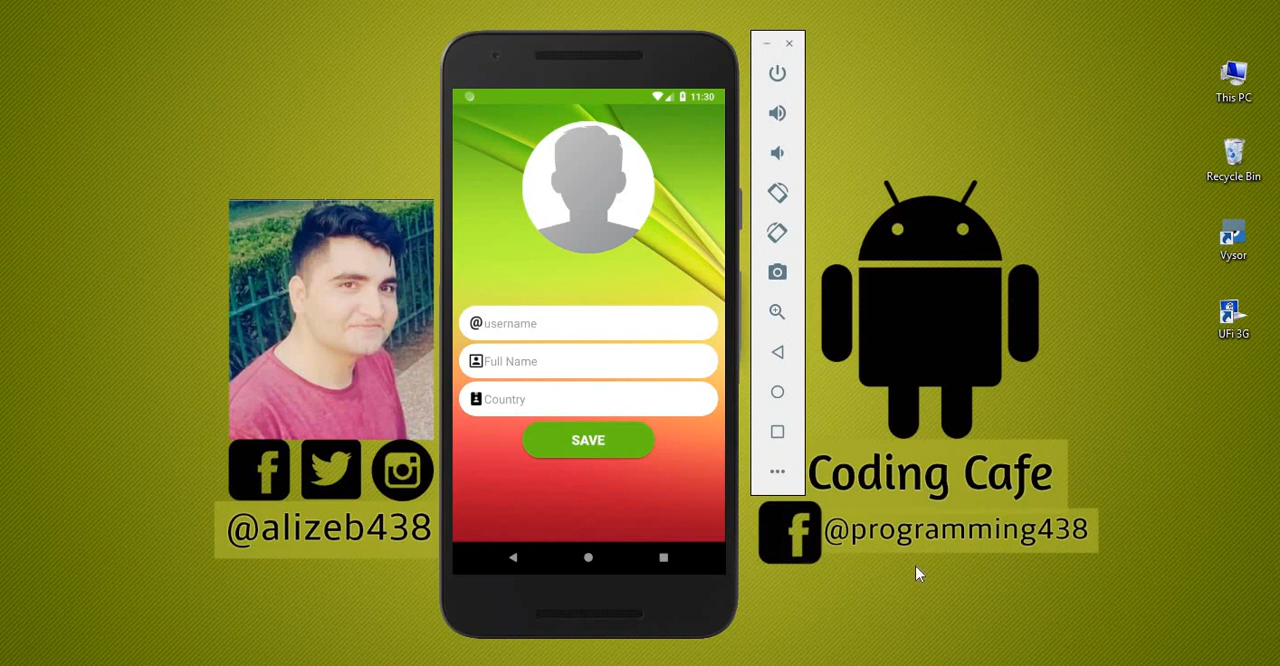 11:30
@username
Full Name
Country
SAVE
@alizeb438
Coding Cafe
@programming438
This PC
Recycle Bin
Vysor
UFi 3G